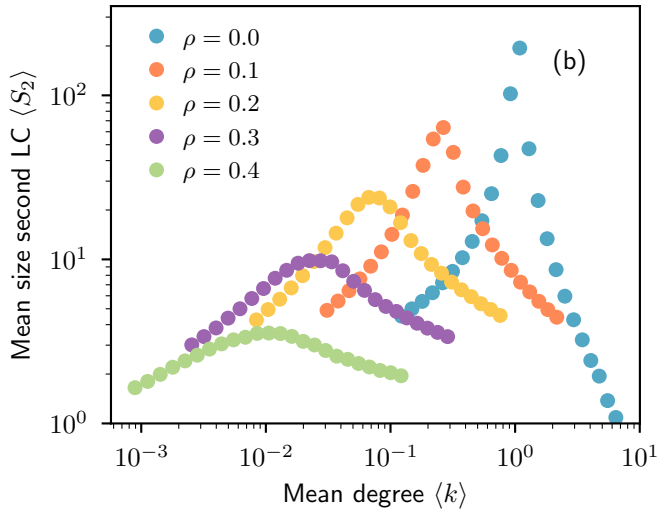 ρ = 0.0
ρ = 0.1
ρ = 0.2
ρ = 0.3
ρ = 0.4
(b)
Mean size second LC ⟨S₂⟩
10²
10¹
10⁰
10⁻³
10⁻²
10⁻¹
10⁰
10¹
Mean degree ⟨k⟩